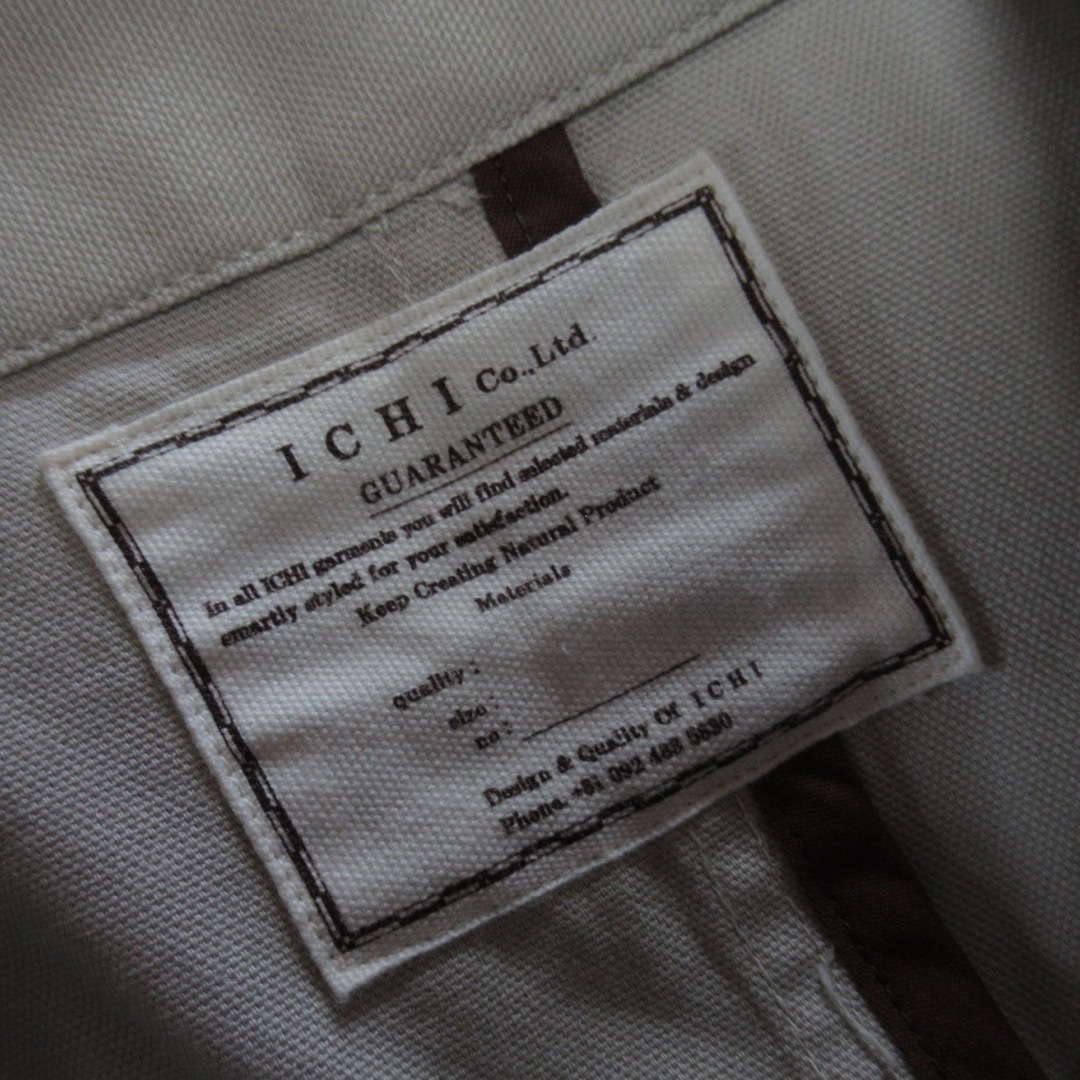 ICHI Co.,Ltd.
GUARANTEED
In all ICHI garments you will find selected materials & design
smartly styled for your satisfaction.
Keep Creating Natural Product
Materials
quality :
size :
no :
Design & Quality Of ICHI
Phone. +81 092 483 5630